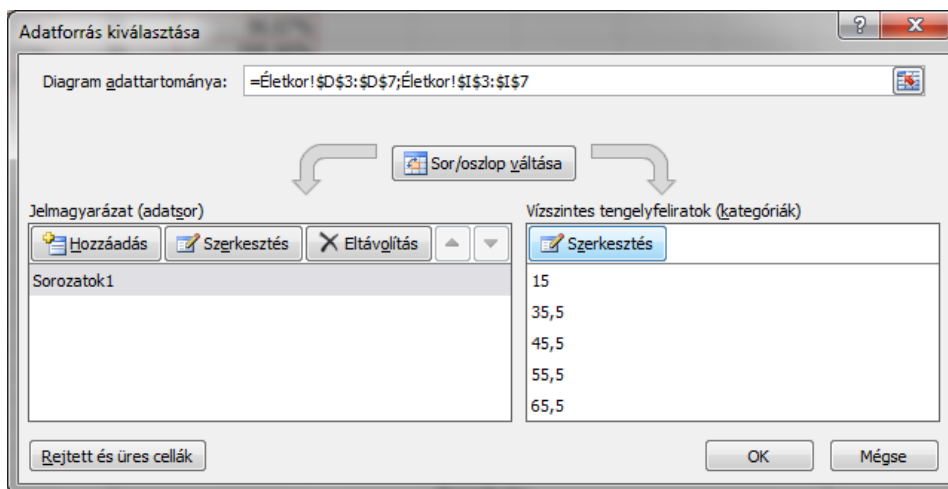 Adatforrás kiválasztása
Diagram adattartománya: =Életkor!$D$3:$D$7;Életkor!$I$3:$I$7
Sor/oszlop váltása
Jelmagyarázat (adatsor)
Hozzáadás Szerkesztés Eltávolítás
Sorozatok1
Vízszintes tengelyfeliratok (kategóriák)
Szerkesztés
15
35,5
45,5
55,5
65,5
Rejtett és üres cellák
OK Mégse